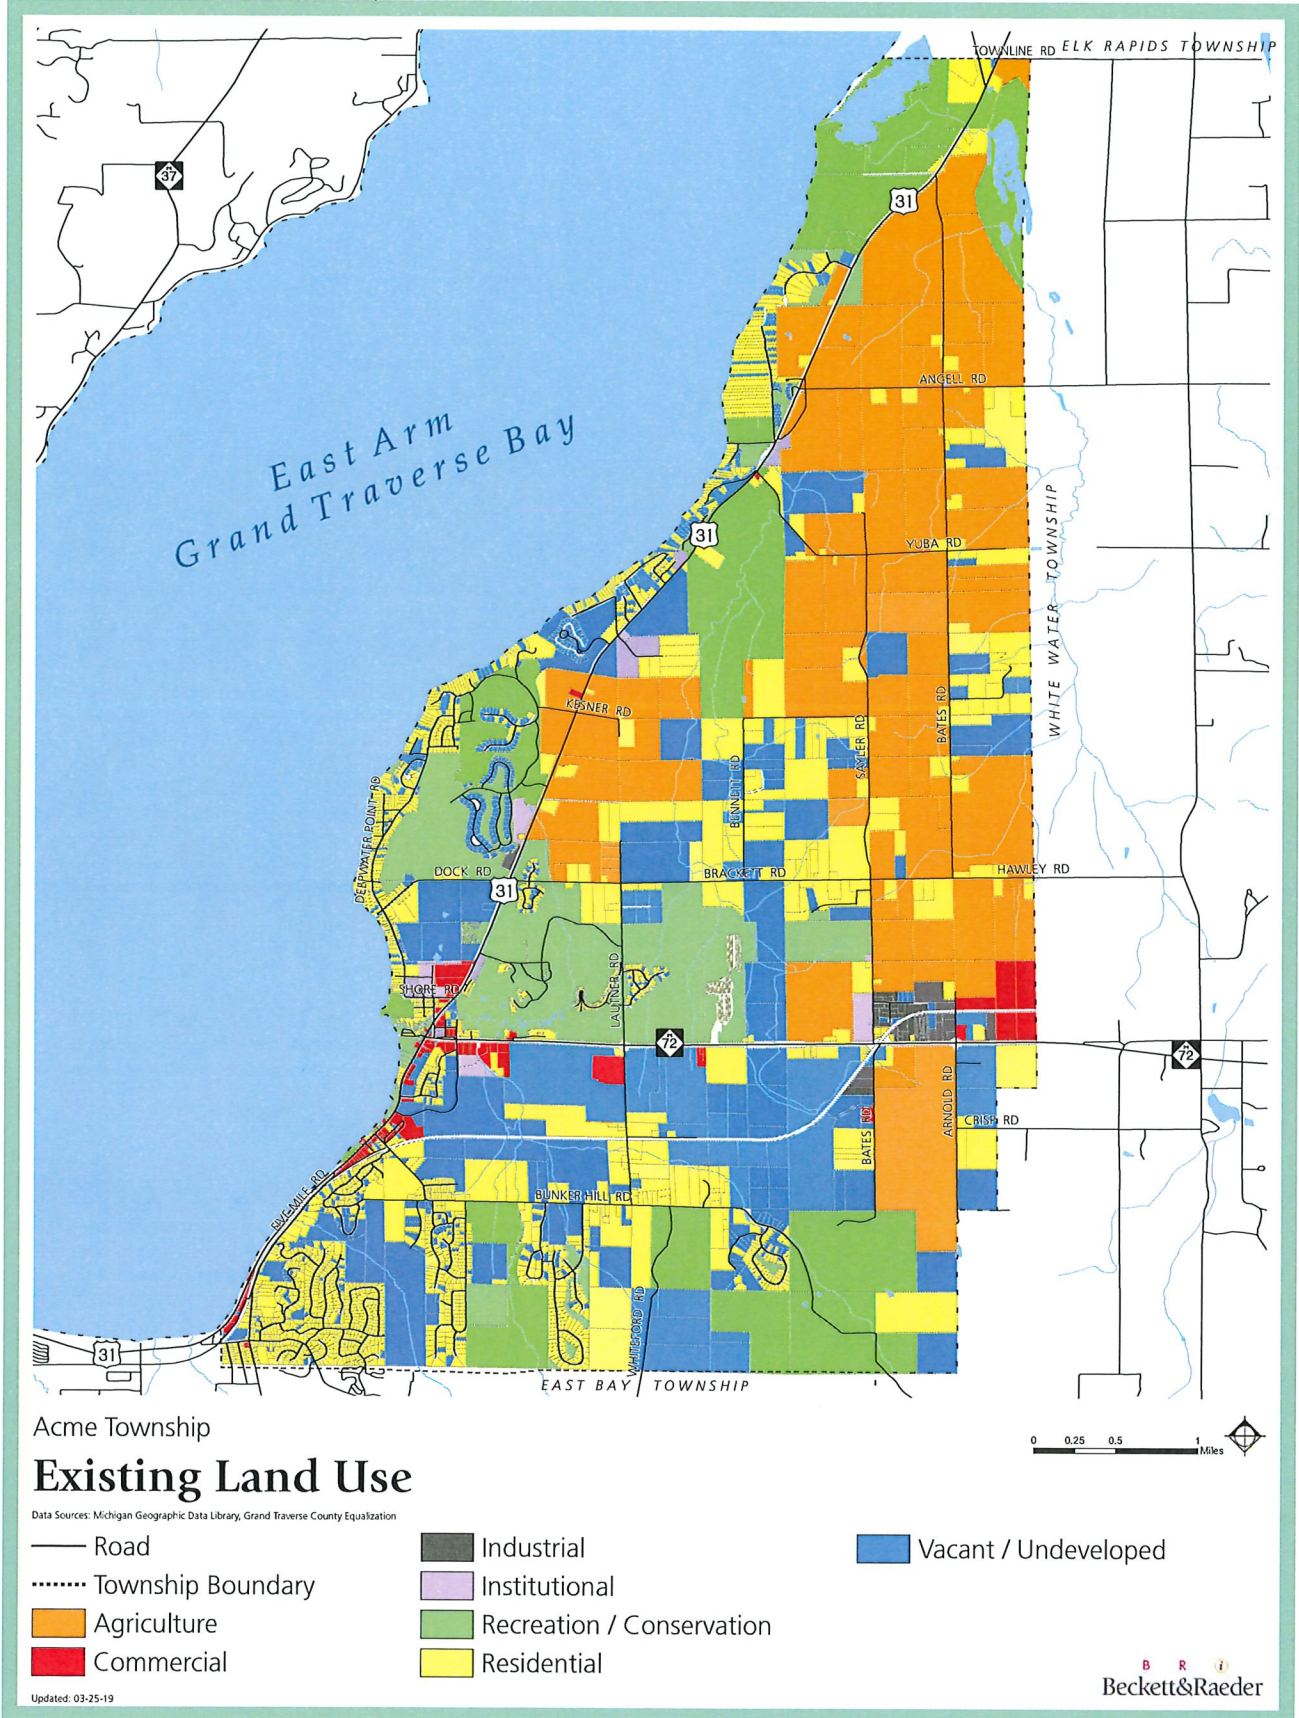 TOWNLINE RD
ELK RAPIDS TOWNSHIP
M
37
31
ANGELL RD
East Arm
Grand Traverse Bay
31
YUBA RD
WHITE WATER TOWNSHIP
KESNER RD
BATES RD
SAYLER RD
BENNETT RD
DEEPWATER POINT RD
DOCK RD
BRACKETT RD
HAWLEY RD
31
LAUTNER RD
SHORE RD
M
72
M
72
ARNOLD RD
BATES RD
CRISP RD
FIVE MILE RD
BUNKER HILL RD
WHITEFORD RD
31
EAST BAY TOWNSHIP
Acme Township
Existing Land Use
Data Sources: Michigan Geographic Data Library, Grand Traverse County Equalization
0 0.25 0.5 1
Miles
Road
Township Boundary
Agriculture
Commercial
Industrial
Institutional
Recreation / Conservation
Residential
Vacant / Undeveloped
Updated: 03-25-19
B R i
Beckett&Raeder